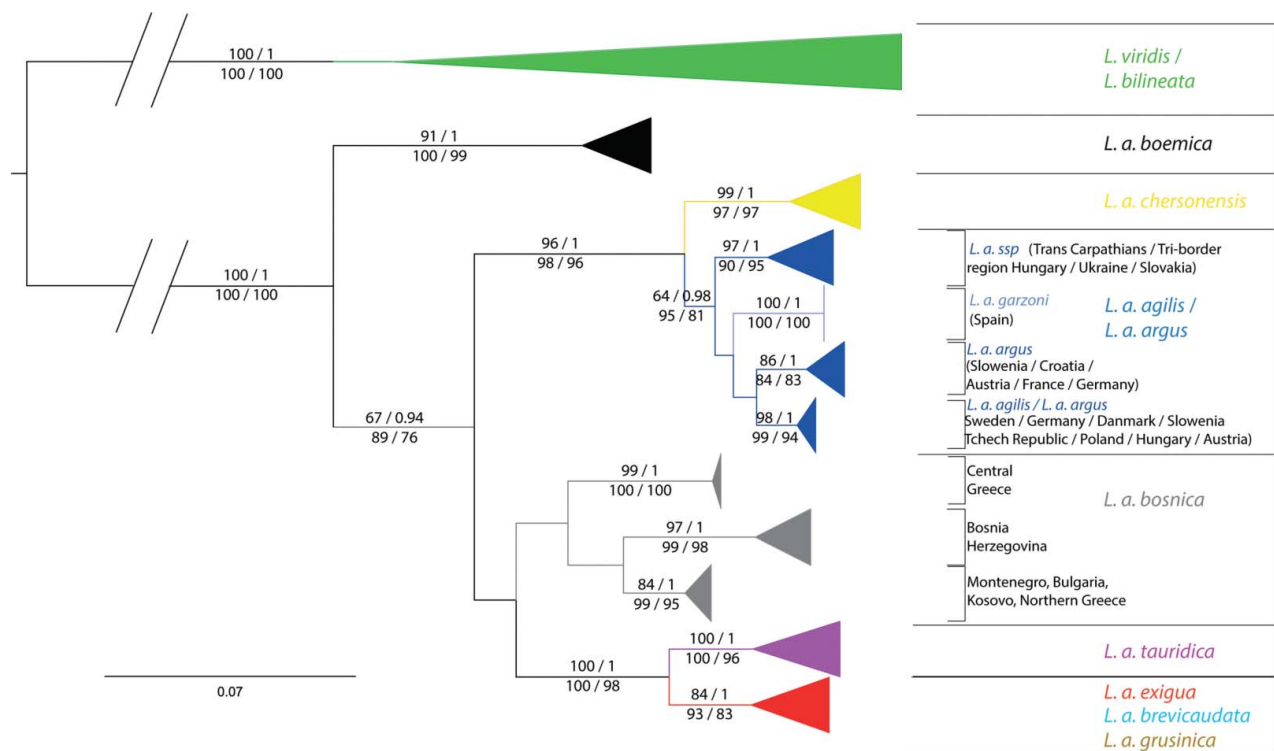 100 / 1
100 / 100
L. viridis /
L. bilineata
91 / 1
100 / 99
L. a. boemica
99 / 1
97 / 97
L. a. chersonensis
96 / 1
98 / 96
97 / 1
90 / 95
L. a. ssp (Trans Carpathians / Tri-border
region Hungary / Ukraine / Slovakia)
100 / 1
100 / 100
64 / 0.98
95 / 81
100 / 1
100 / 100
L. a. garzoni
(Spain)
L. a. agilis /
L. a. argus
86 / 1
84 / 83
L. a. argus
(Slowenia / Croatia /
Austria / France / Germany)
67 / 0.94
89 / 76
98 / 1
99 / 94
L. a. agilis / L. a. argus
Sweden / Germany / Danmark / Slowenia
Tchech Republic / Poland / Hungary / Austria)
99 / 1
100 / 100
Central
Greece
L. a. bosnica
97 / 1
99 / 98
Bosnia
Herzegovina
84 / 1
99 / 95
Montenegro, Bulgaria,
Kosovo, Northern Greece
100 / 1
100 / 96
L. a. tauridica
100 / 1
100 / 98
84 / 1
93 / 83
L. a. exigua
L. a. brevicaudata
L. a. grusinica
0.07